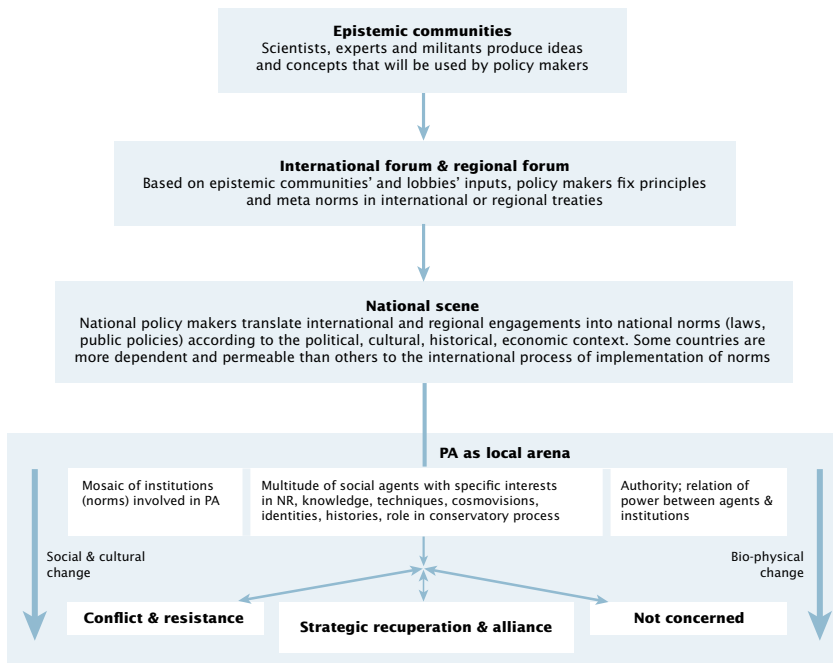 Epistemic communities
Scientists, experts and militants produce ideas
and concepts that will be used by policy makers
International forum & regional forum
Based on epistemic communities’ and lobbies’ inputs, policy makers fix principles
and meta norms in international or regional treaties
National scene
National policy makers translate international and regional engagements into national norms (laws,
public policies) according to the political, cultural, historical, economic context. Some countries are
more dependent and permeable than others to the international process of implementation of norms
PA as local arena
Mosaic of institutions
(norms) involved in PA
Multitude of social agents with specific interests
in NR, knowledge, techniques, cosmovisions,
identities, histories, role in conservatory process
Authority; relation of
power between agents &
institutions
Social & cultural
change
Bio-physical
change
Conflict & resistance
Strategic recuperation & alliance
Not concerned